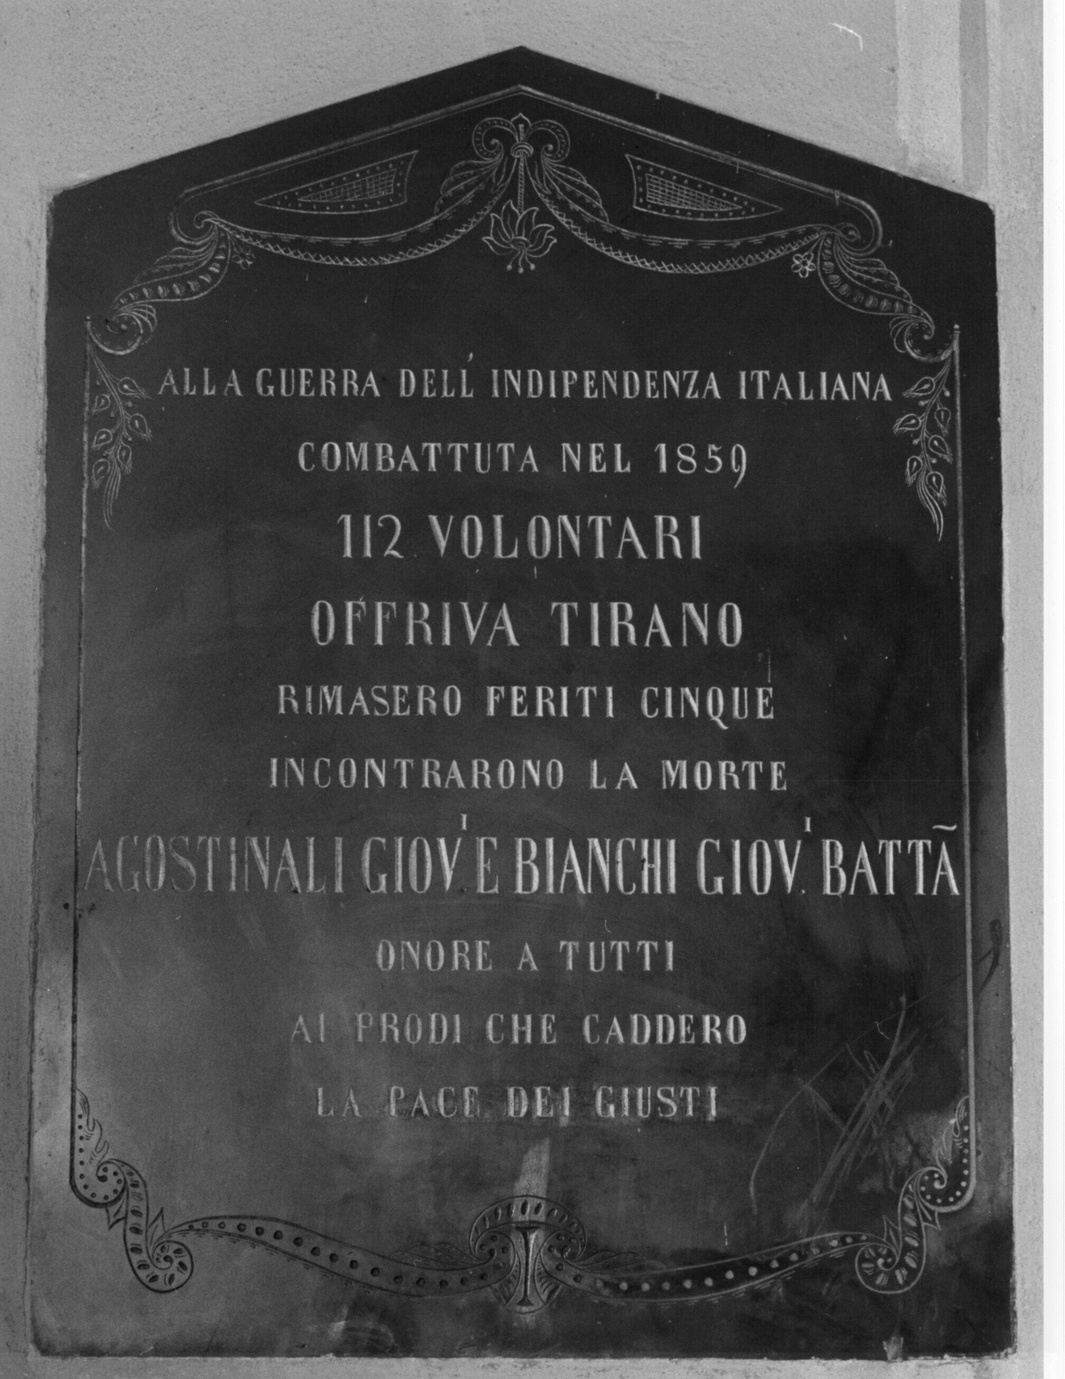 ALLA GUERRA DELL' INDIPENDENZA ITALIANA
COMBATTUTA NEL 1859
112 VOLONTARI
OFFRIVA TIRANO
RIMASERO FERITI CINQUE
INCONTRARONO LA MORTE
AGOSTINALI GIOV.ᴵ E BIANCHI GIOV.ᴵ BATTÃ
ONORE A TUTTI
AI PRODI CHE CADDERO
LA PACE DEI GIUSTI